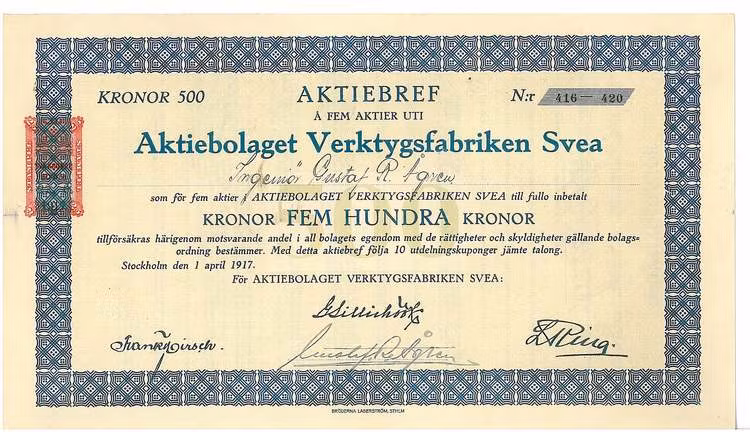 KRONOR 500
AKTIEBREF
N:r 416 — 420
Å FEM AKTIER UTI
Aktiebolaget Verktygsfabriken Svea
Ingeniör Gustaf R. Ågren
som för fem aktier i AKTIEBOLAGET VERKTYGSFABRIKEN SVEA till fullo inbetalt
KRONOR FEM HUNDRA KRONOR
tillförsäkras härigenom motsvarande andel i all bolagets egendom med de rättigheter och skyldigheter gällande bolags=
ordning bestämmer. Med detta aktiebref följa 10 utdelningskuponger jämte talong.
Stockholm den 1 april 1917.
För AKTIEBOLAGET VERKTYGSFABRIKEN SVEA:
Gustaf R. Ågren
BRÖDERNA LAGERSTRÖM, STHLM